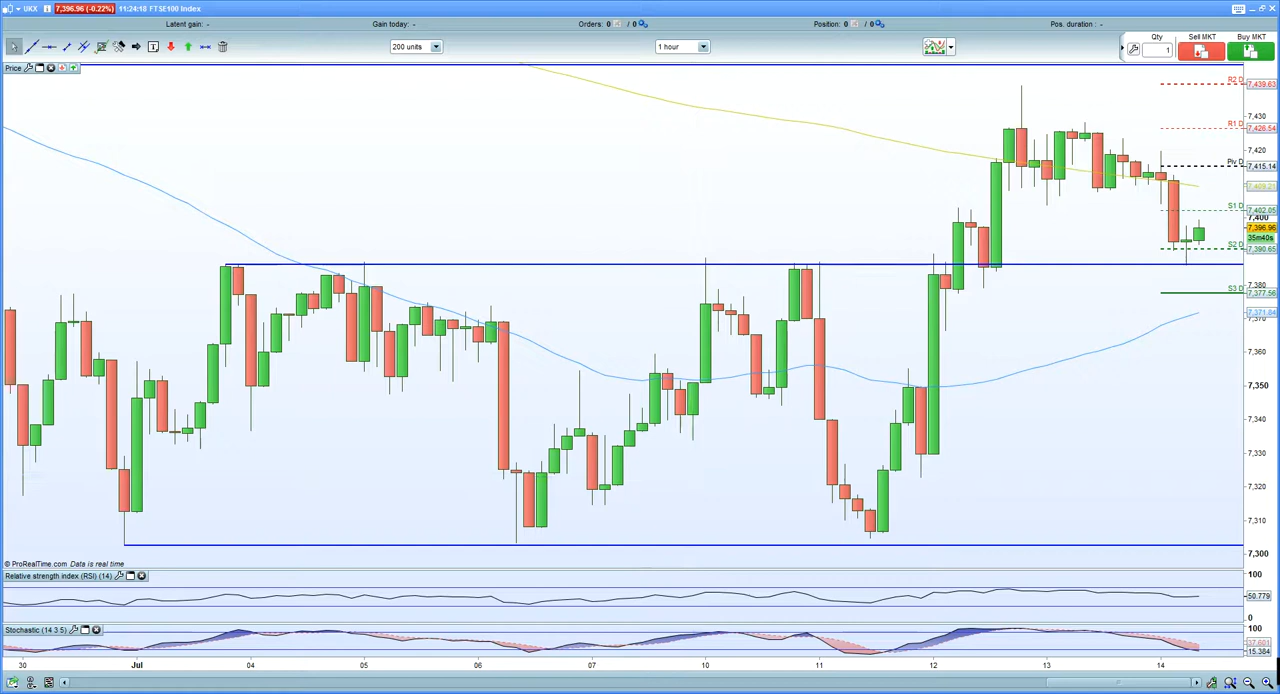 UKX 7,396.96 (-0.22%) 11:24:18 FTSE100 Index
Latent gain: - Gain today: - Orders: 0 / 0 Position: 0 / 0 Pos. duration : -
200 units 1 hour Qty Sell MKT Buy MKT
1
Price
R2 D 7,439.63
7,430
R1 D 7,426.54
7,420
Piv D 7,415.14
7,409.21
S1 D 7,402.05
7,400
7,396.96
35m40s
S2 D 7,390.65
7,380
S3 D 7,377.56
7,371.84
7,370
7,360
7,350
7,340
7,330
7,320
7,310
7,300
© ProRealTime.com Data is real time
Relative strength index (RSI) (14)
100
50.779
0
Stochastic (14 3 5)
100
37.601
15.384
30 Jul 04 05 06 07 10 11 12 13 14